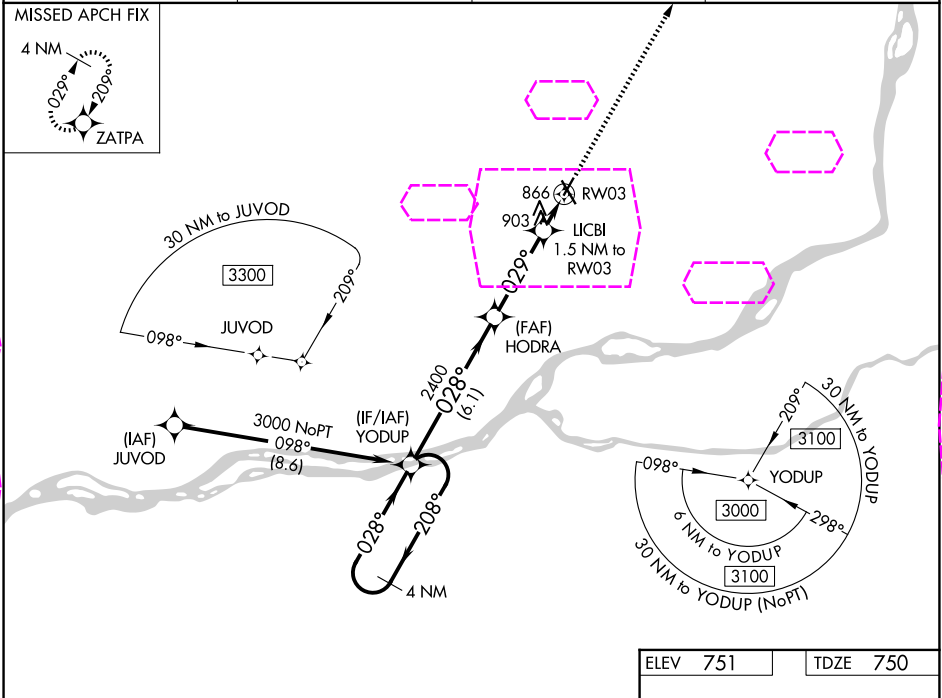 MISSED APCH FIX
4 NM
029°
209°
ZATPA
866
RW03
903
LICBI
1.5 NM to
RW03
029°
30 NM to JUVOD
3300
209°
JUVOD
098°
(FAF)
HODRA
2400
028°
(6.1)
3000 NoPT
098°
(8.6)
(IF/IAF)
YODUP
(IAF)
JUVOD
028°
208°
4 NM
209°
30 NM to YODUP
3100
098°
YODUP
3000
298°
6 NM to YODUP
3100
30 NM to YODUP (NoPT)
ELEV 751
TDZE 750